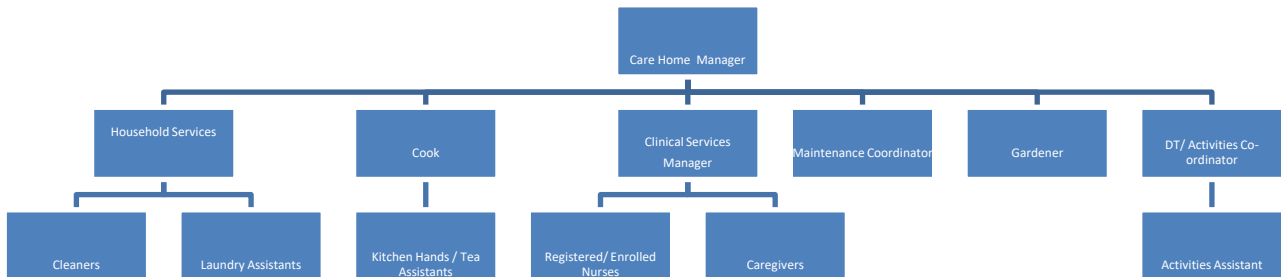 Care Home Manager
Household Services
Cook
Clinical Services
Manager
Maintenance Coordinator
Gardener
DT/ Activities Co-
ordinator
Cleaners
Laundry Assistants
Kitchen Hands / Tea
Assistants
Registered/ Enrolled
Nurses
Caregivers
Activities Assistant